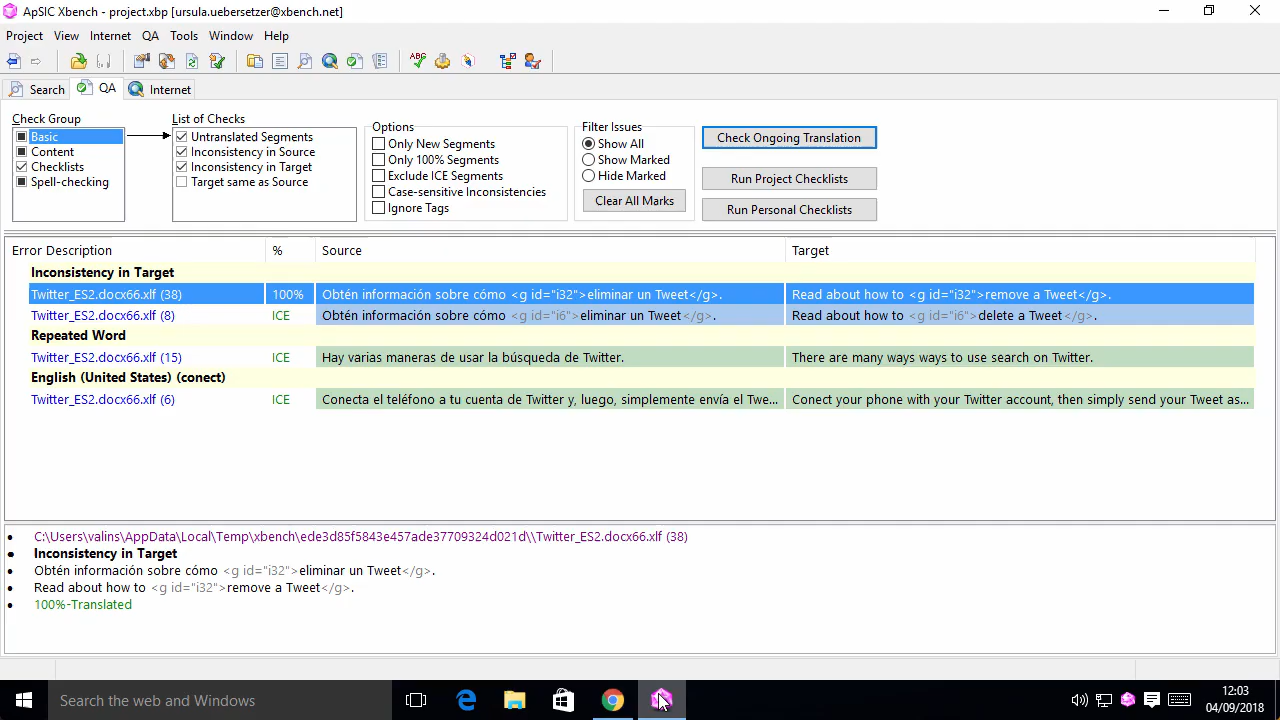 ApSIC Xbench - project.xbp [ursula.uebersetzer@xbench.net]
Project View Internet QA Tools Window Help
ABC
Search QA Internet
Check Group
Basic
Content
Checklists
Spell-checking
List of Checks
Untranslated Segments
Inconsistency in Source
Inconsistency in Target
Target same as Source
Options
Only New Segments
Only 100% Segments
Exclude ICE Segments
Case-sensitive Inconsistencies
Ignore Tags
Filter Issues
Show All
Show Marked
Hide Marked
Clear All Marks
Check Ongoing Translation
Run Project Checklists
Run Personal Checklists
Error Description % Source Target
Inconsistency in Target
Twitter_ES2.docx66.xlf (38) 100% Obtén información sobre cómo <g id="i32">eliminar un Tweet</g>. Read about how to <g id="i32">remove a Tweet</g>.
Twitter_ES2.docx66.xlf (8) ICE Obtén información sobre cómo <g id="i6">eliminar un Tweet</g>. Read about how to <g id="i6">delete a Tweet</g>.
Repeated Word
Twitter_ES2.docx66.xlf (15) ICE Hay varias maneras de usar la búsqueda de Twitter. There are many ways ways to use search on Twitter.
English (United States) (conect)
Twitter_ES2.docx66.xlf (6) ICE Conecta el teléfono a tu cuenta de Twitter y, luego, simplemente envía el Twe... Conect your phone with your Twitter account, then simply send your Tweet as...
C:\Users\valins\AppData\Local\Temp\xbench\ede3d85f5843e457ade37709324d021d\\Twitter_ES2.docx66.xlf (38)
Inconsistency in Target
Obtén información sobre cómo <g id="i32">eliminar un Tweet</g>.
Read about how to <g id="i32">remove a Tweet</g>.
100%-Translated
Search the web and Windows
12:03
04/09/2018